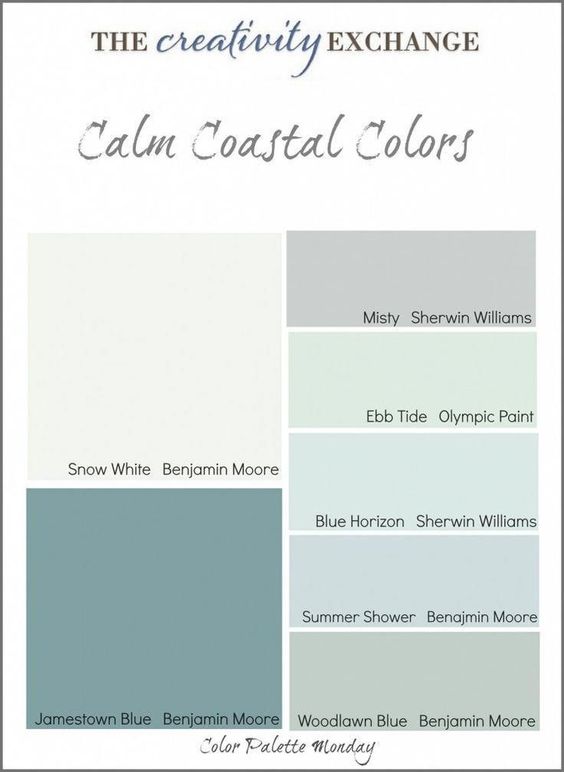 THE creativity EXCHANGE
Calm Coastal Colors
Snow White Benjamin Moore
Jamestown Blue Benjamin Moore
Misty Sherwin Williams
Ebb Tide Olympic Paint
Blue Horizon Sherwin Williams
Summer Shower Benajmin Moore
Woodlawn Blue Benjamin Moore
Color Palette Monday